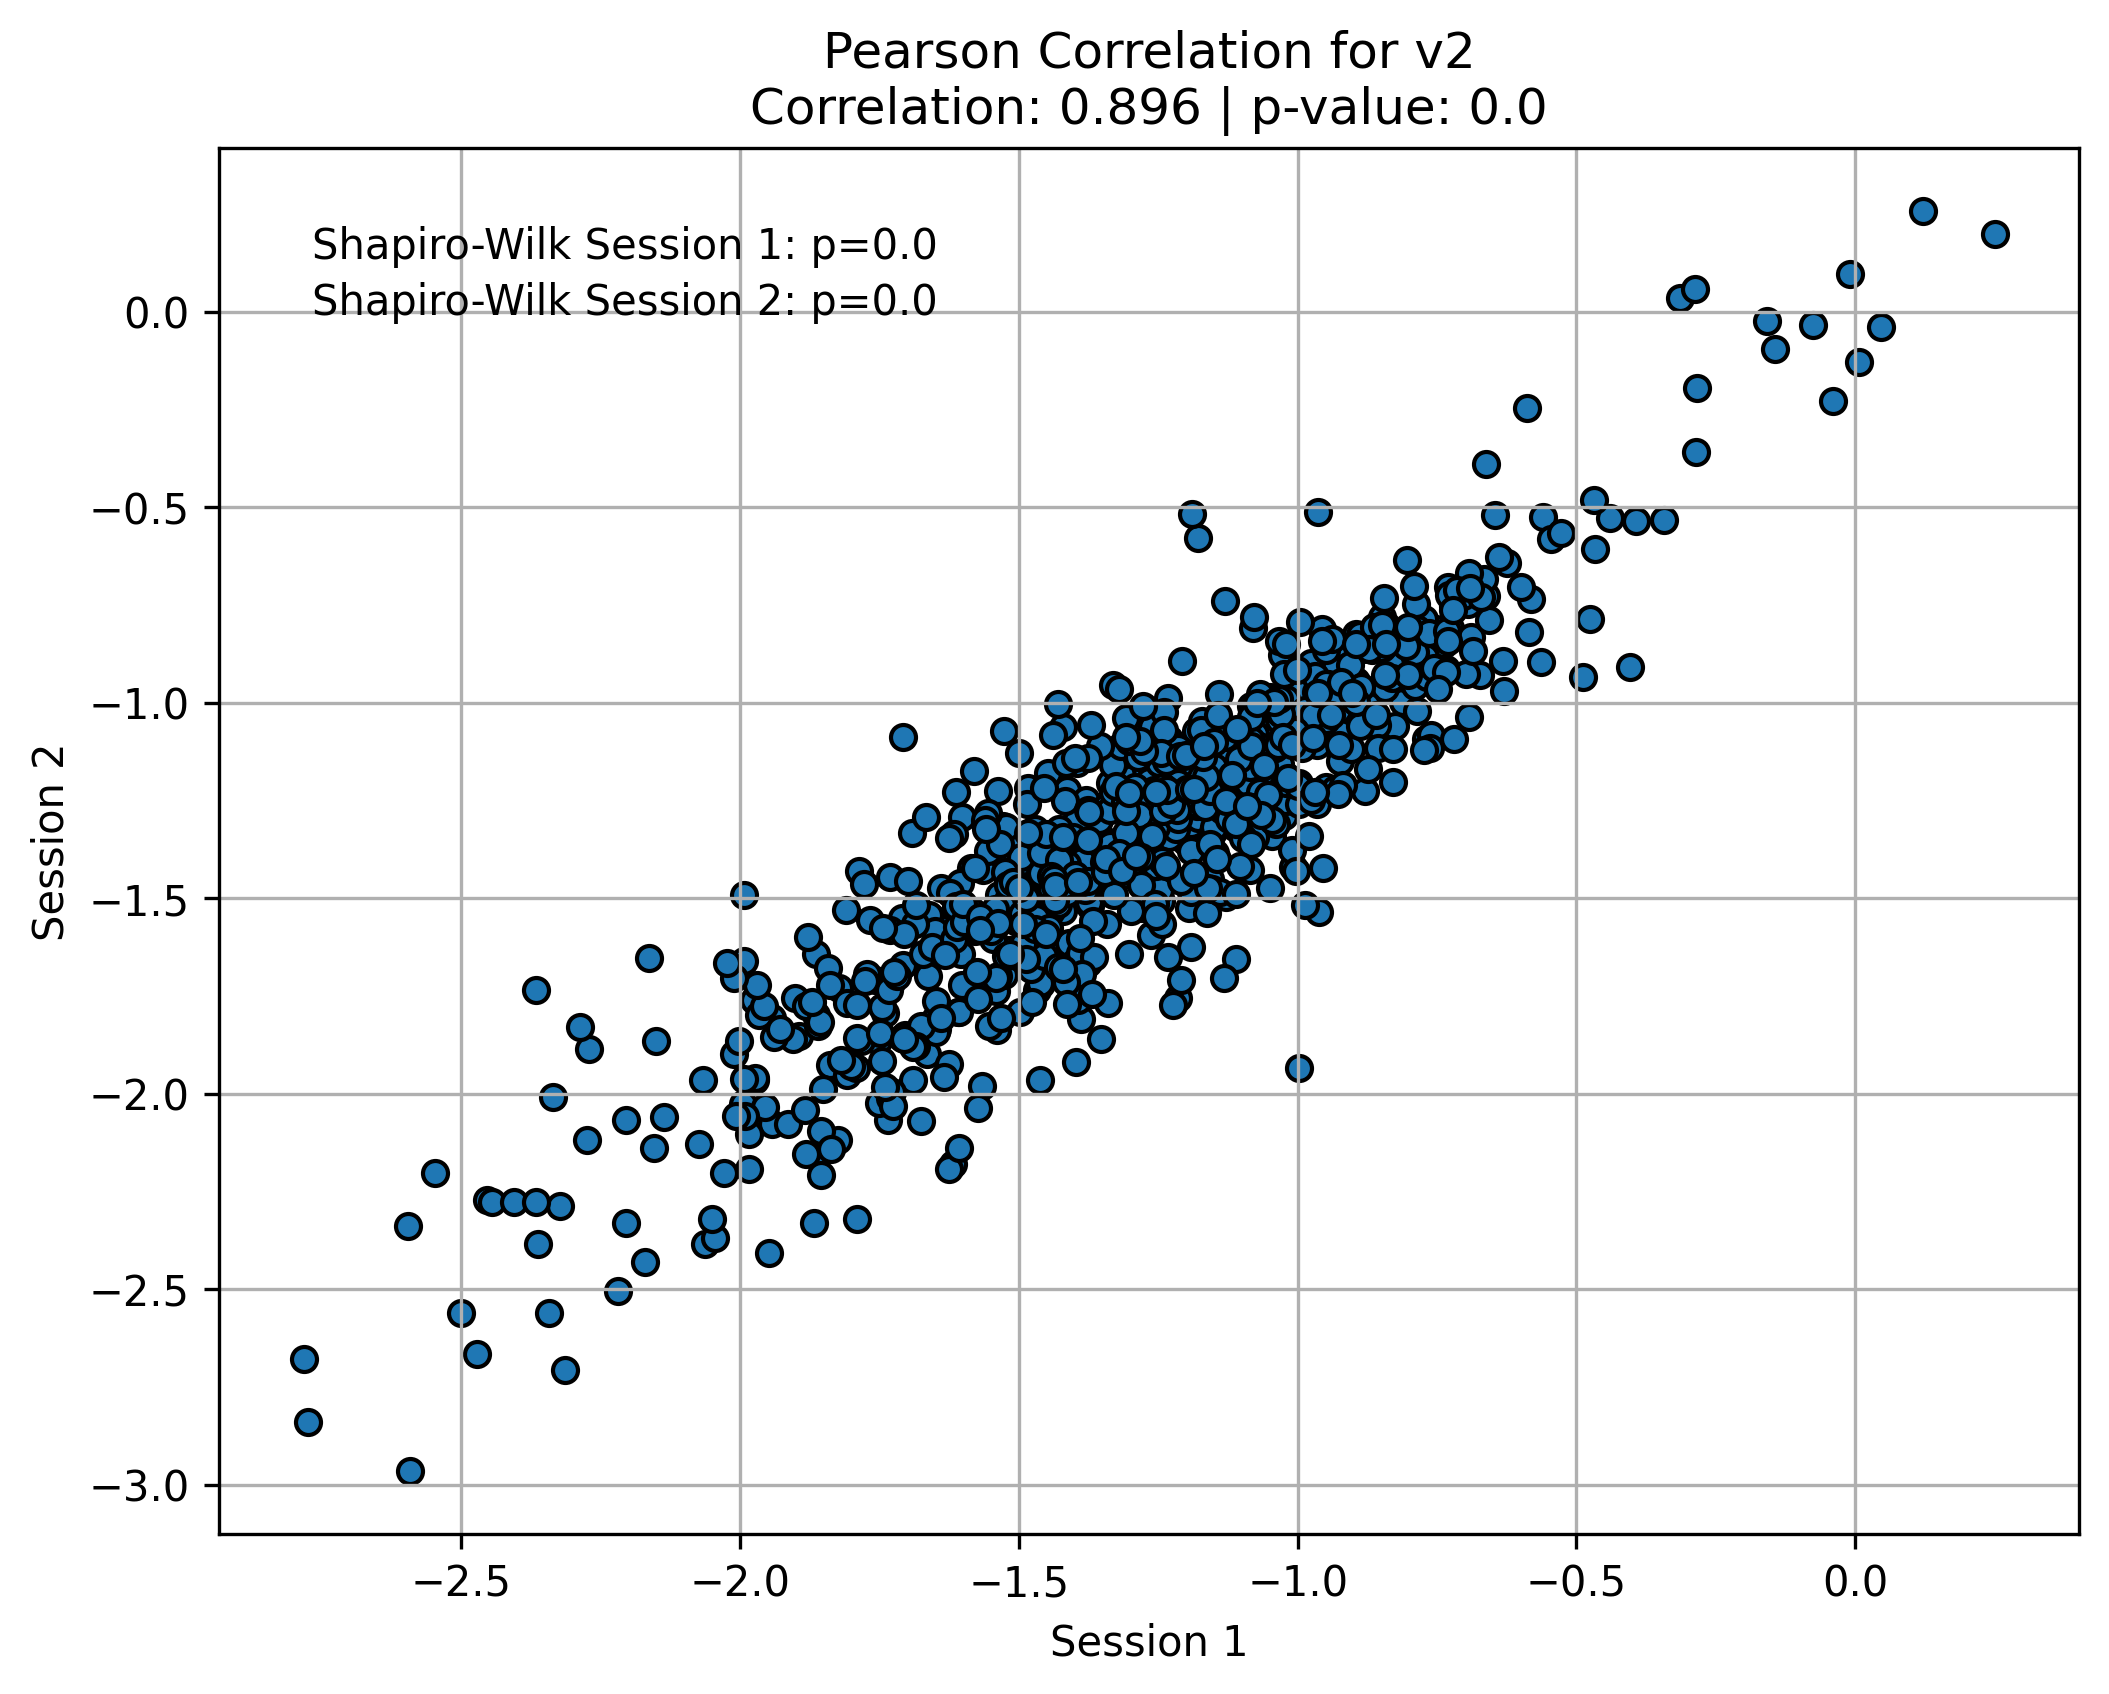 Pearson Correlation for v2
Correlation: 0.896 | p-value: 0.0
Shapiro-Wilk Session 1: p=0.0
Shapiro-Wilk Session 2: p=0.0
0.0
−0.5
−1.0
−1.5
−2.0
−2.5
−3.0
Session 2
−2.5 −2.0 −1.5 −1.0 −0.5 0.0
Session 1